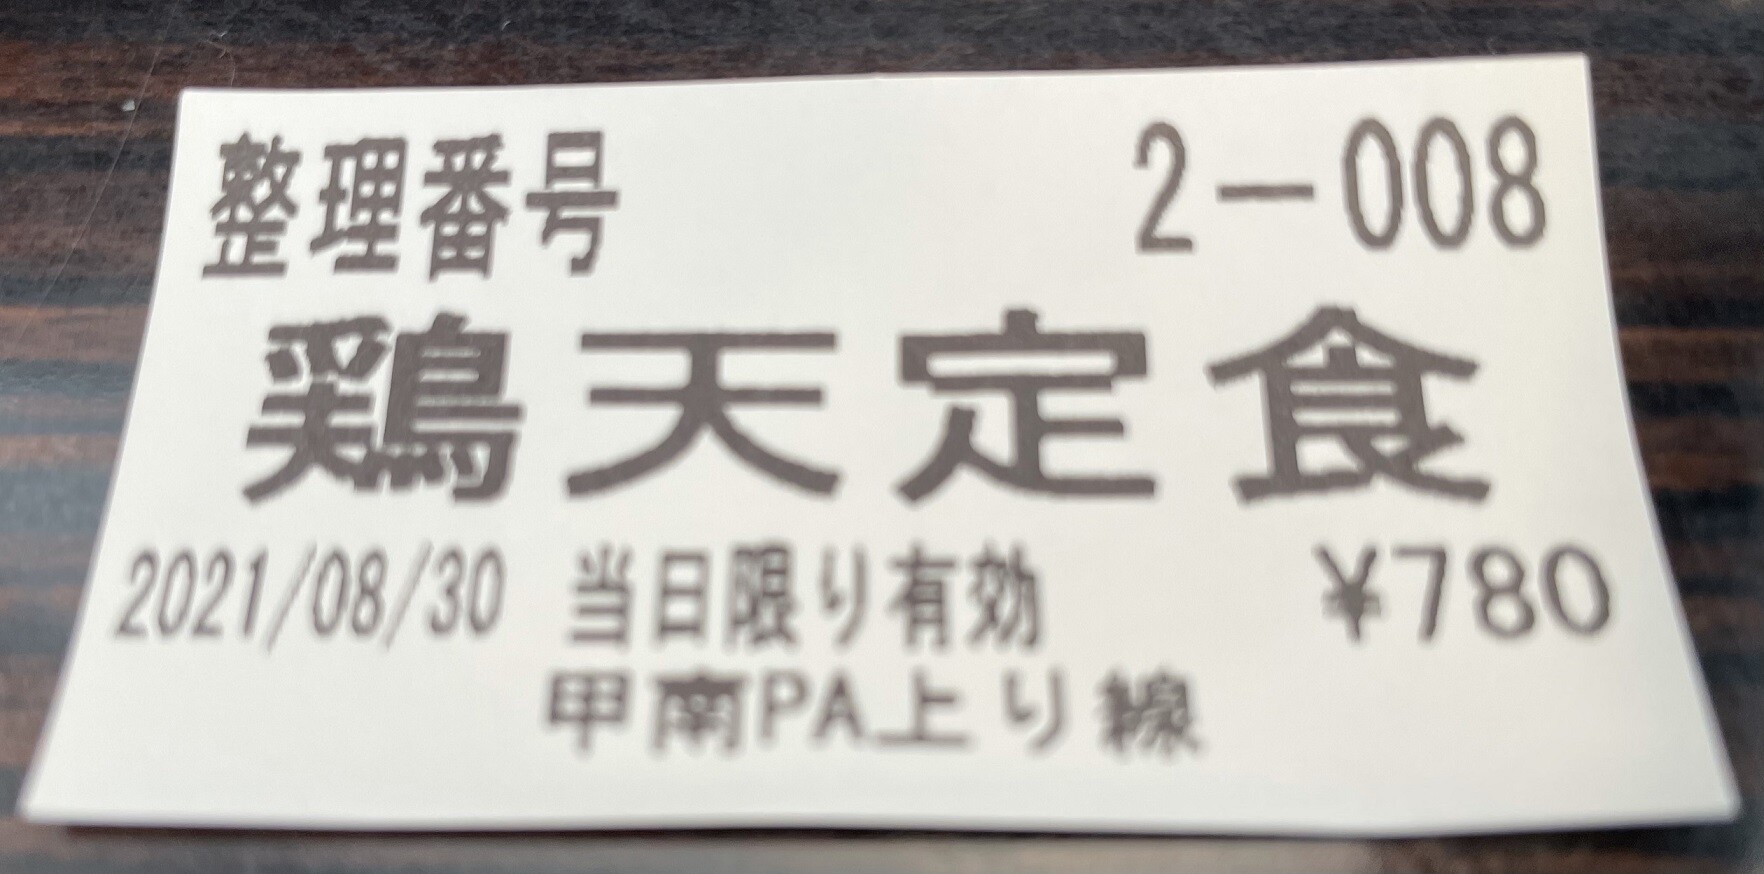 整理番号 2-008
鶏天定食
2021/08/30 当日限り有効 ¥780
甲南PA上り線